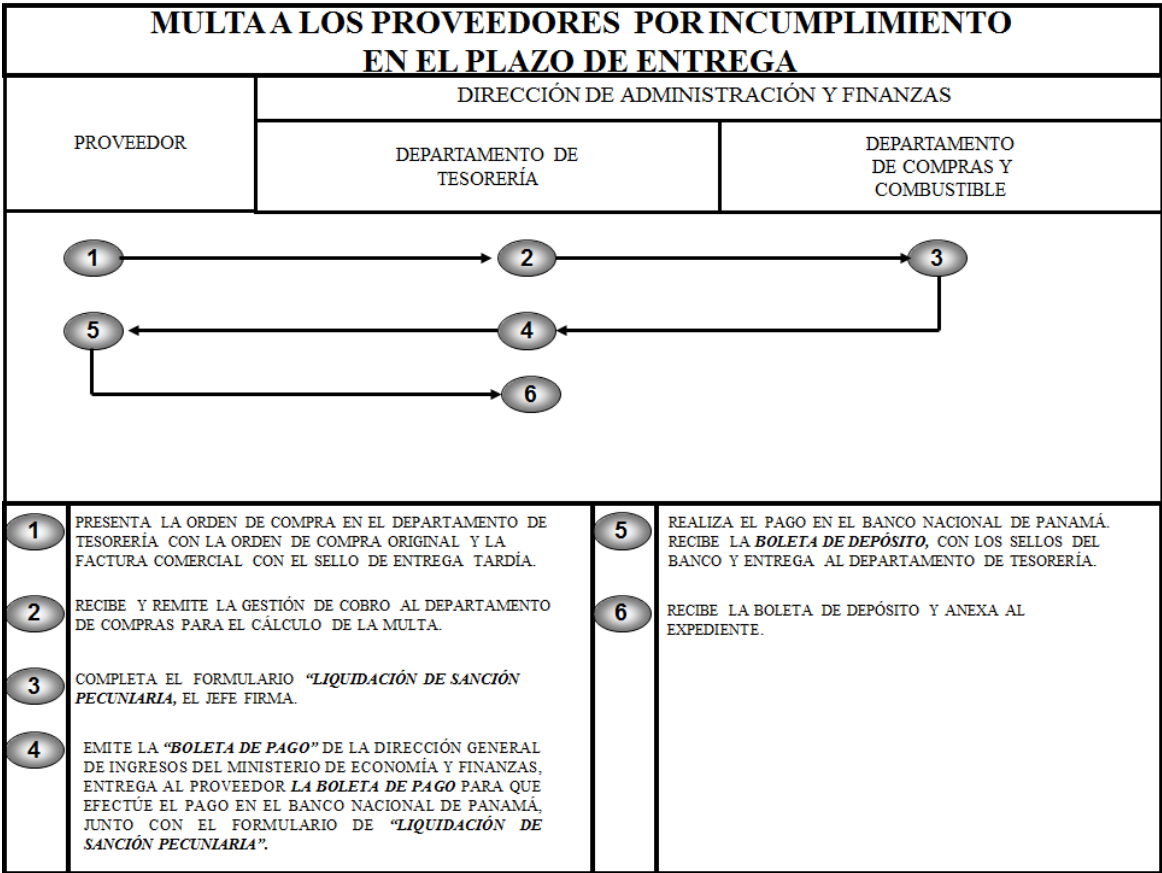 MULTA A LOS PROVEEDORES POR INCUMPLIMIENTO
EN EL PLAZO DE ENTREGA
DIRECCIÓN DE ADMINISTRACIÓN Y FINANZAS
PROVEEDOR
DEPARTAMENTO DE
TESORERÍA
DEPARTAMENTO
DE COMPRAS Y
COMBUSTIBLE
1
2
3
5
4
6
1
PRESENTA LA ORDEN DE COMPRA EN EL DEPARTAMENTO DE
TESORERÍA CON LA ORDEN DE COMPRA ORIGINAL Y LA
FACTURA COMERCIAL CON EL SELLO DE ENTREGA TARDÍA.
2
RECIBE Y REMITE LA GESTIÓN DE COBRO AL DEPARTAMENTO
DE COMPRAS PARA EL CÁLCULO DE LA MULTA.
3
COMPLETA EL FORMULARIO “LIQUIDACIÓN DE SANCIÓN
PECUNIARIA, EL JEFE FIRMA.
4
EMITE LA “BOLETA DE PAGO” DE LA DIRECCIÓN GENERAL
DE INGRESOS DEL MINISTERIO DE ECONOMÍA Y FINANZAS,
ENTREGA AL PROVEEDOR LA BOLETA DE PAGO PARA QUE
EFECTÚE EL PAGO EN EL BANCO NACIONAL DE PANAMÁ,
JUNTO CON EL FORMULARIO DE “LIQUIDACIÓN DE
SANCIÓN PECUNIARIA”.
5
REALIZA EL PAGO EN EL BANCO NACIONAL DE PANAMÁ.
RECIBE LA BOLETA DE DEPÓSITO, CON LOS SELLOS DEL
BANCO Y ENTREGA AL DEPARTAMENTO DE TESORERÍA.
6
RECIBE LA BOLETA DE DEPÓSITO Y ANEXA AL
EXPEDIENTE.